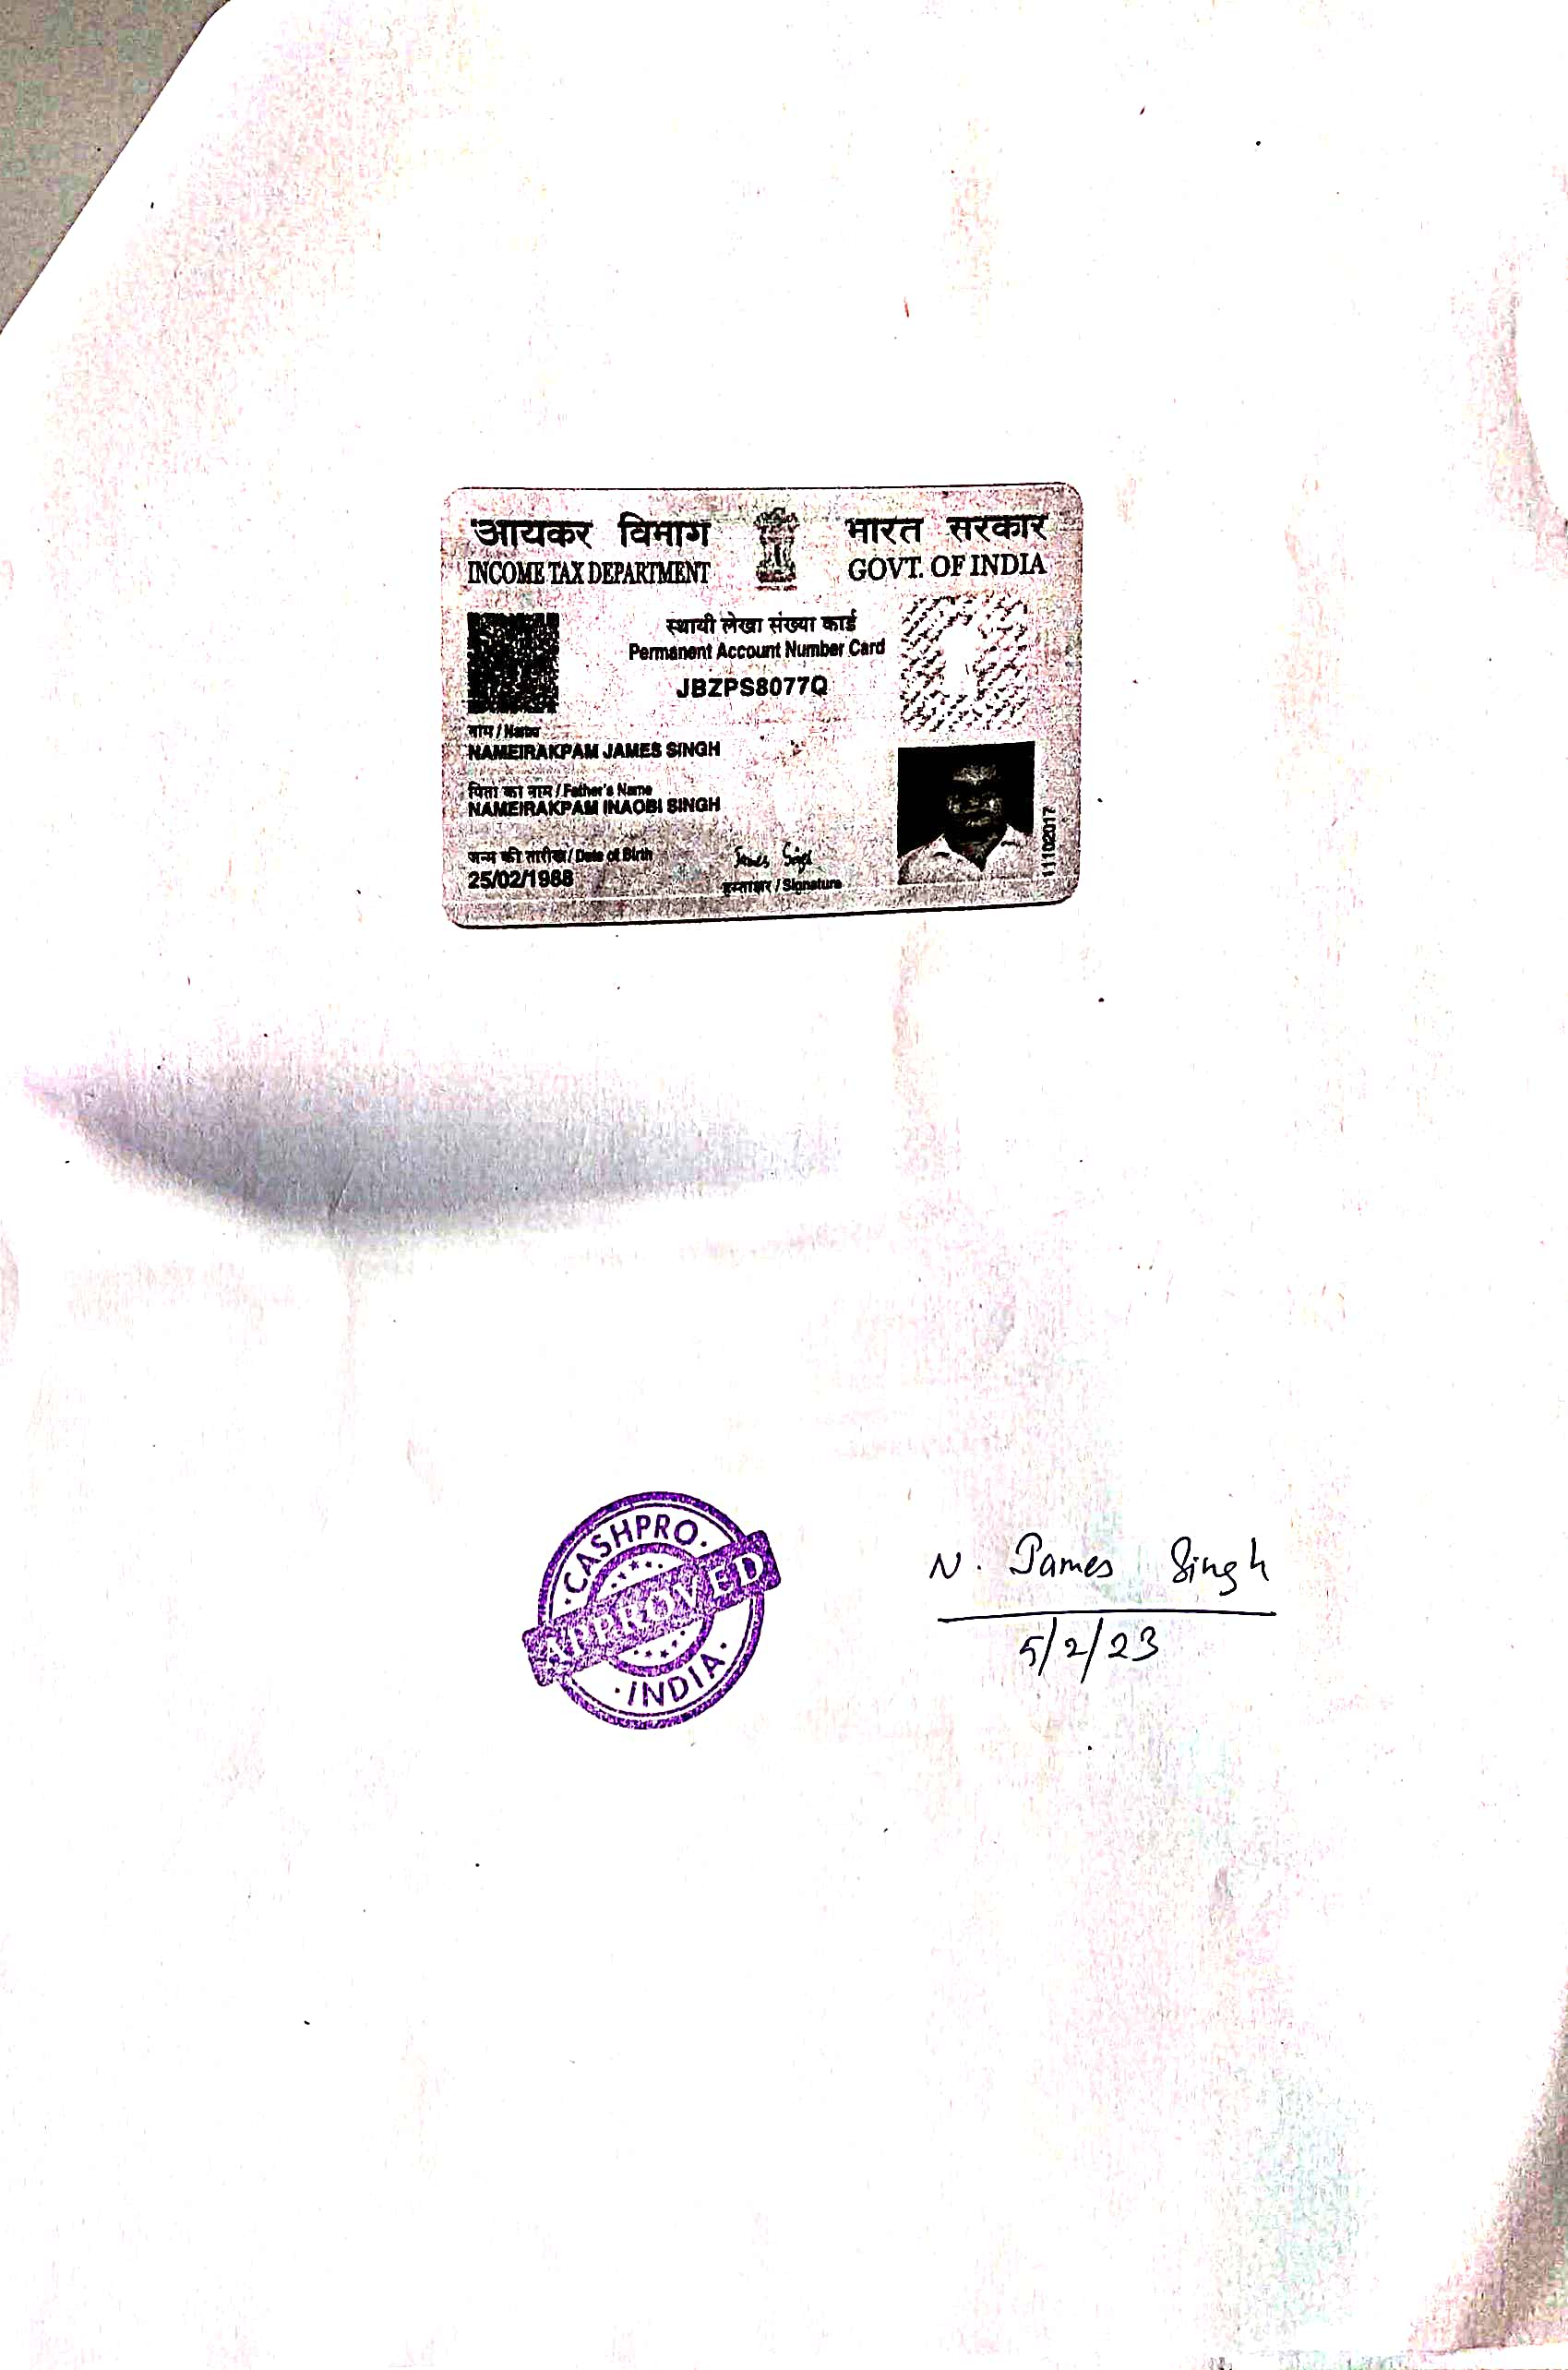 आयकर विभाग
INCOME TAX DEPARTMENT
भारत सरकार
GOVT. OF INDIA
स्थायी लेखा संख्या कार्ड
Permanent Account Number Card
JBZPS8077Q
नाम / Name
NAMEIRAKPAM JAMES SINGH
पिता का नाम / Father's Name
NAMEIRAKPAM INAOBI SINGH
जन्म की तारीख / Date of Birth
25/02/1988
James Singh
हस्ताक्षर / Signature
11102017
CASHPRO
APPROVED
INDIA
N. James Singh
5/2/23